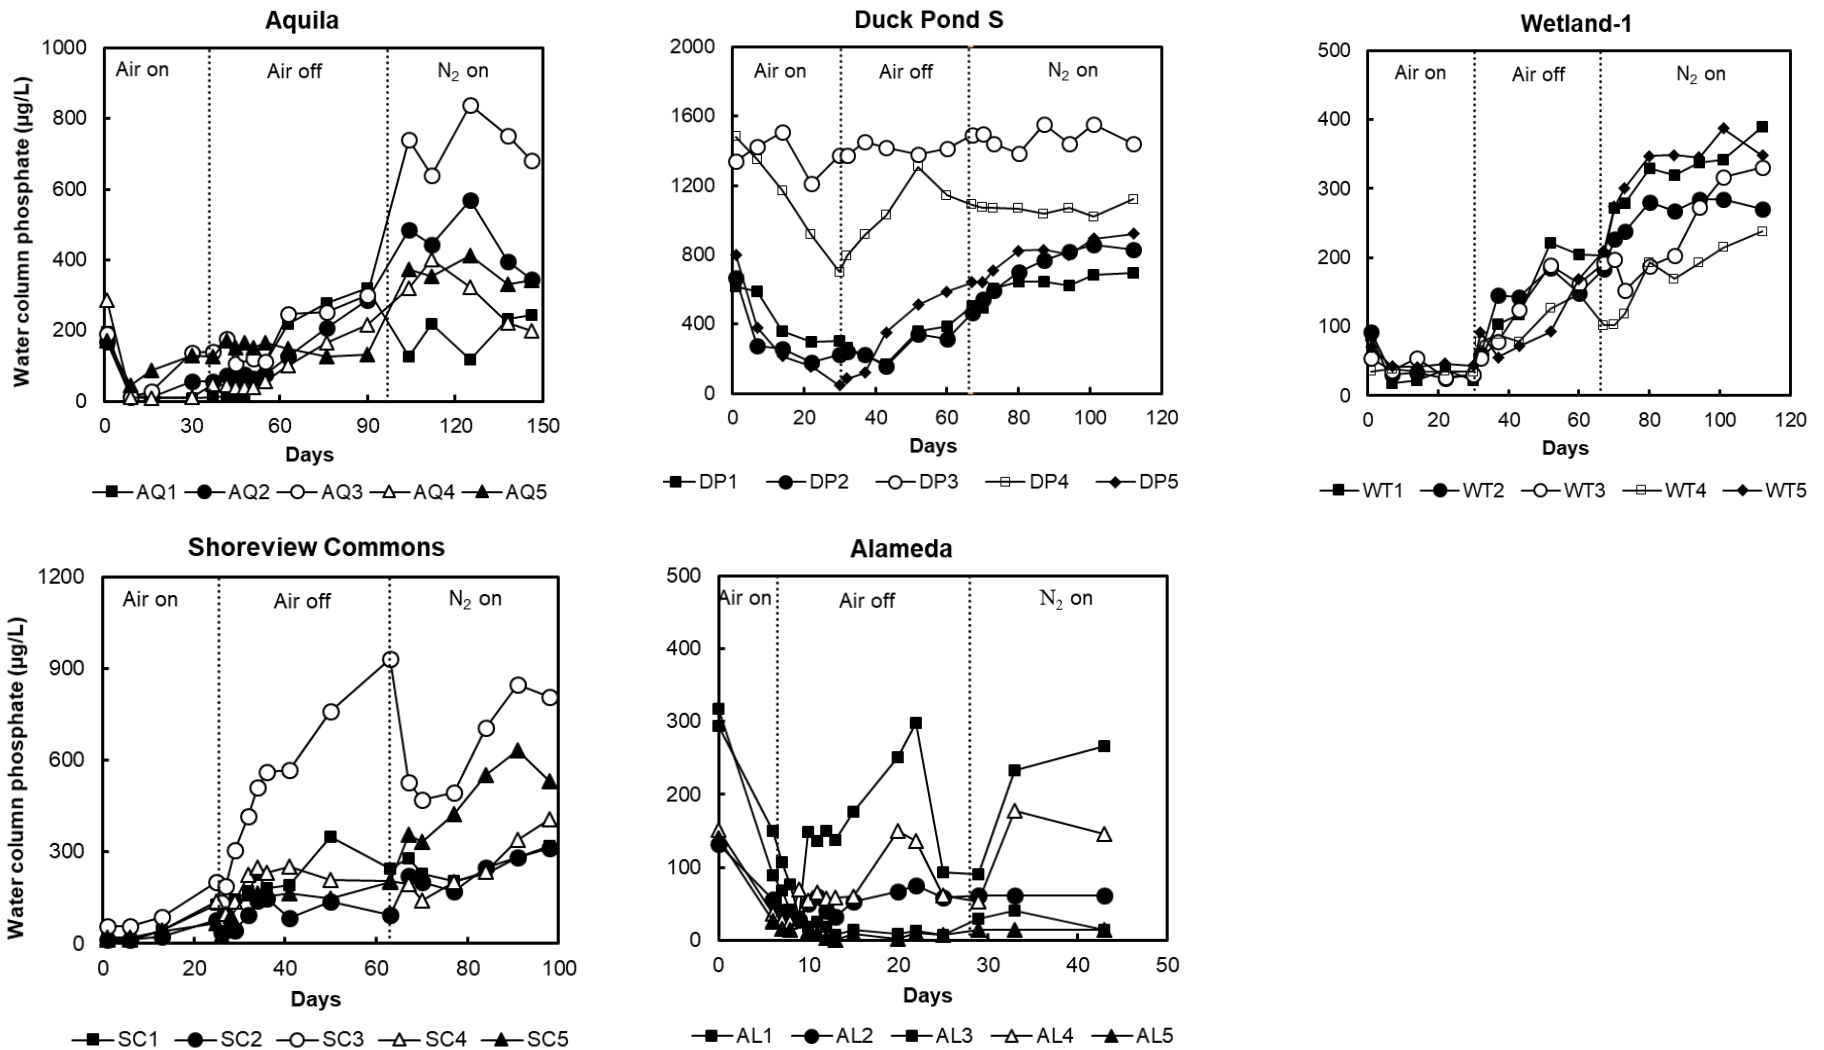 Aquila
Water column phosphate (µg/L)
1000
800
600
400
200
0
Air on
Air off
N2 on
0 30 60 90 120 150
Days
AQ1 AQ2 AQ3 AQ4 AQ5
Duck Pond S
2000
1600
1200
800
400
0
Air on
Air off
N2 on
0 20 40 60 80 100 120
Days
DP1 DP2 DP3 DP4 DP5
Wetland-1
500
400
300
200
100
0
Air on
Air off
N2 on
0 20 40 60 80 100 120
Days
WT1 WT2 WT3 WT4 WT5
Shoreview Commons
Water column phosphate (µg/L)
1200
900
600
300
0
Air on
Air off
N2 on
0 20 40 60 80 100
Days
SC1 SC2 SC3 SC4 SC5
Alameda
500
400
300
200
100
0
Air on
Air off
N2 on
0 10 20 30 40 50
Days
AL1 AL2 AL3 AL4 AL5